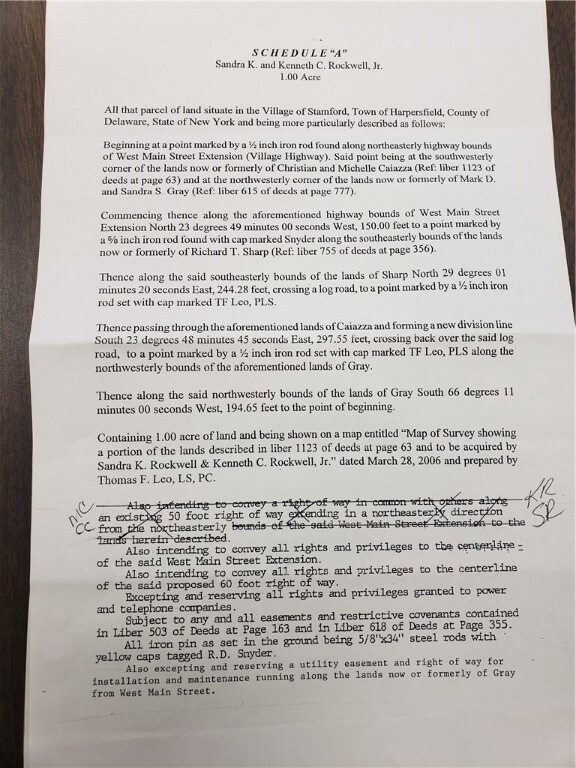 SCHEDULE "A"
Sandra K. and Kenneth C. Rockwell, Jr.
1.00 Acre
All that parcel of land situate in the Village of Stamford, Town of Harpersfield, County of
Delaware, State of New York and being more particularly described as follows:
Beginning at a point marked by a ½ inch iron rod found along northeasterly highway bounds
of West Main Street Extension (Village Highway). Said point being at the southwesterly
corner of the lands now or formerly of Christian and Michelle Caiazza (Ref: liber 1123 of
deeds at page 63) and at the northwesterly corner of the lands now or formerly of Mark D.
and Sandra S. Gray (Ref: liber 615 of deeds at page 777).
Commencing thence along the aforementioned highway bounds of West Main Street
Extension North 23 degrees 49 minutes 00 seconds West, 150.00 feet to a point marked by
a ⅝ inch iron rod found with cap marked Snyder along the southeasterly bounds of the lands
now or formerly of Richard T. Sharp (Ref: liber 755 of deeds at page 356).
Thence along the said southeasterly bounds of the lands of Sharp North 29 degrees 01
minutes 20 seconds East, 244.28 feet, crossing a log road, to a point marked by a ½ inch iron
rod set with cap marked TF Leo, PLS.
Thence passing through the aforementioned lands of Caiazza and forming a new division line
South 23 degrees 48 minutes 45 seconds East, 297.55 feet, crossing back over the said log
road, to a point marked by a ½ inch iron rod set with cap marked TF Leo, PLS along the
northwesterly bounds of the aforementioned lands of Gray.
Thence along the said northwesterly bounds of the lands of Gray South 66 degrees 11
minutes 00 seconds West, 194.65 feet to the point of beginning.
Containing 1.00 acre of land and being shown on a map entitled "Map of Survey showing
a portion of the lands described in liber 1123 of deeds at page 63 and to be acquired by
Sandra K. Rockwell & Kenneth C. Rockwell, Jr." dated March 28, 2006 and prepared by
Thomas F. Leo, LS, PC.
Also intending to convey a right of way in common with others along
an existing 50 foot right of way extending in a northeasterly direction
from the northeasterly bounds of the said West Main Street Extension to the
lands herein described.
CC
KR
SR
Also intending to convey all rights and privileges to the centerline
of the said West Main Street Extension.
Also intending to convey all rights and privileges to the centerline
of the said proposed 60 foot right of way.
Excepting and reserving all rights and privileges granted to power
and telephone companies.
Subject to any and all easements and restrictive covenants contained
in Liber 503 of Deeds at Page 163 and in Liber 618 of Deeds at Page 355.
All iron pin as set in the ground being 5/8"x34" steel rods with
yellow caps tagged R.D. Snyder.
Also excepting and reserving a utility easement and right of way for
installation and maintenance running along the lands now or formerly of Gray
from West Main Street.